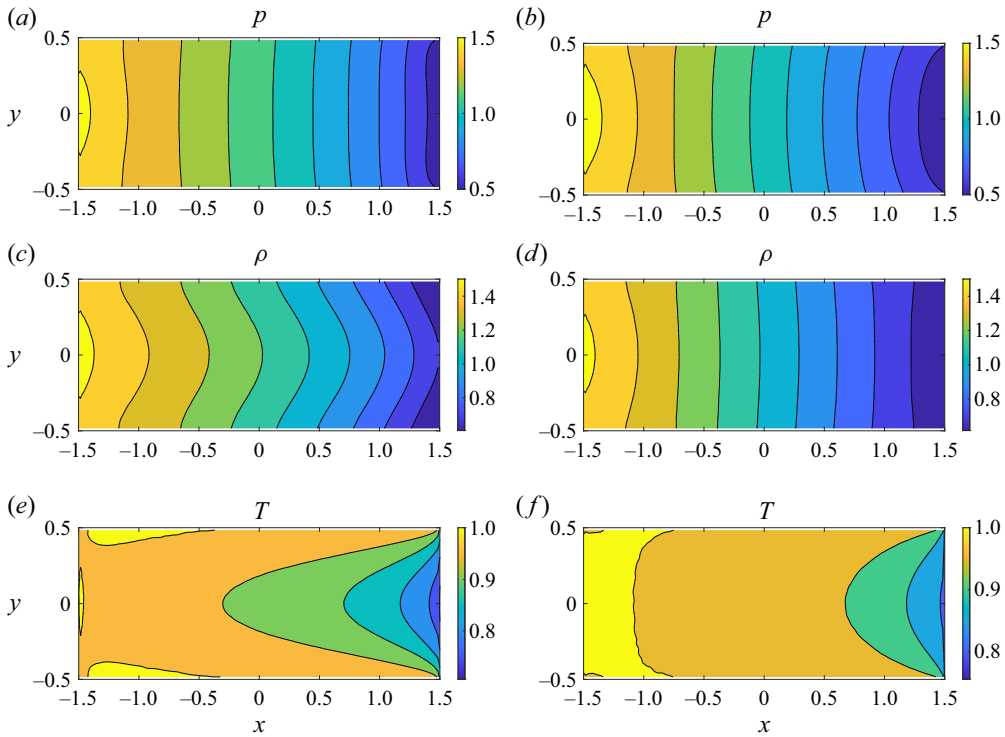 (a) p (b) p
0.5 1.5 0.5 1.5
y 0 1.0 0 1.0
–0.5 0.5 –0.5 0.5
–1.5 –1.0 –0.5 0 0.5 1.0 1.5 –1.5 –1.0 –0.5 0 0.5 1.0 1.5
(c) ρ (d) ρ
0.5 1.4 0.5 1.4
1.2 1.2
y 0 1.0 0 1.0
0.8 0.8
–0.5 –0.5
–1.5 –1.0 –0.5 0 0.5 1.0 1.5 –1.5 –1.0 –0.5 0 0.5 1.0 1.5
(e) T (f) T
0.5 1.0 0.5 1.0
0.9 0.9
y 0 0
0.8 0.8
–0.5 –0.5
–1.5 –1.0 –0.5 0 0.5 1.0 1.5 –1.5 –1.0 –0.5 0 0.5 1.0 1.5
x x